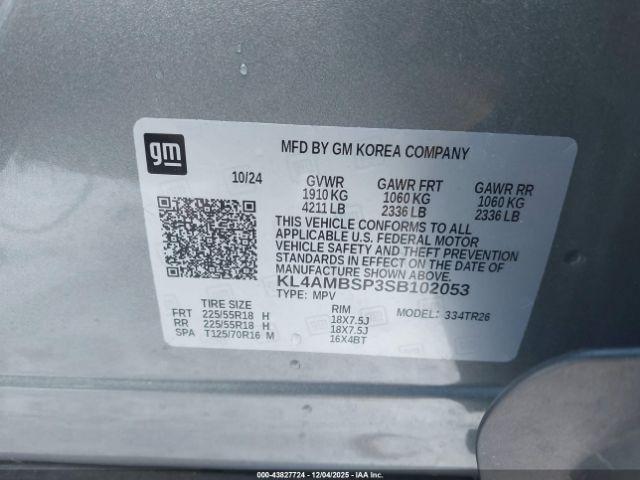 gm
MFD BY GM KOREA COMPANY
10/24 GVWR GAWR FRT GAWR RR
1910 KG 1060 KG 1060 KG
4211 LB 2336 LB 2336 LB
THIS VEHICLE CONFORMS TO ALL
APPLICABLE U.S. FEDERAL MOTOR
VEHICLE SAFETY AND THEFT PREVENTION
STANDARDS IN EFFECT ON THE DATE OF
MANUFACTURE SHOWN ABOVE.
KL4AMBSP3SB102053
TYPE: MPV
TIRE SIZE RIM MODEL: 334TR26
FRT 225/55R18 H 18X7.5J
RR 225/55R18 H 18X7.5J
SPA T125/70R16 M 16X4BT
© 2000-43827724 - 12/04/2025 - IAA, Inc.